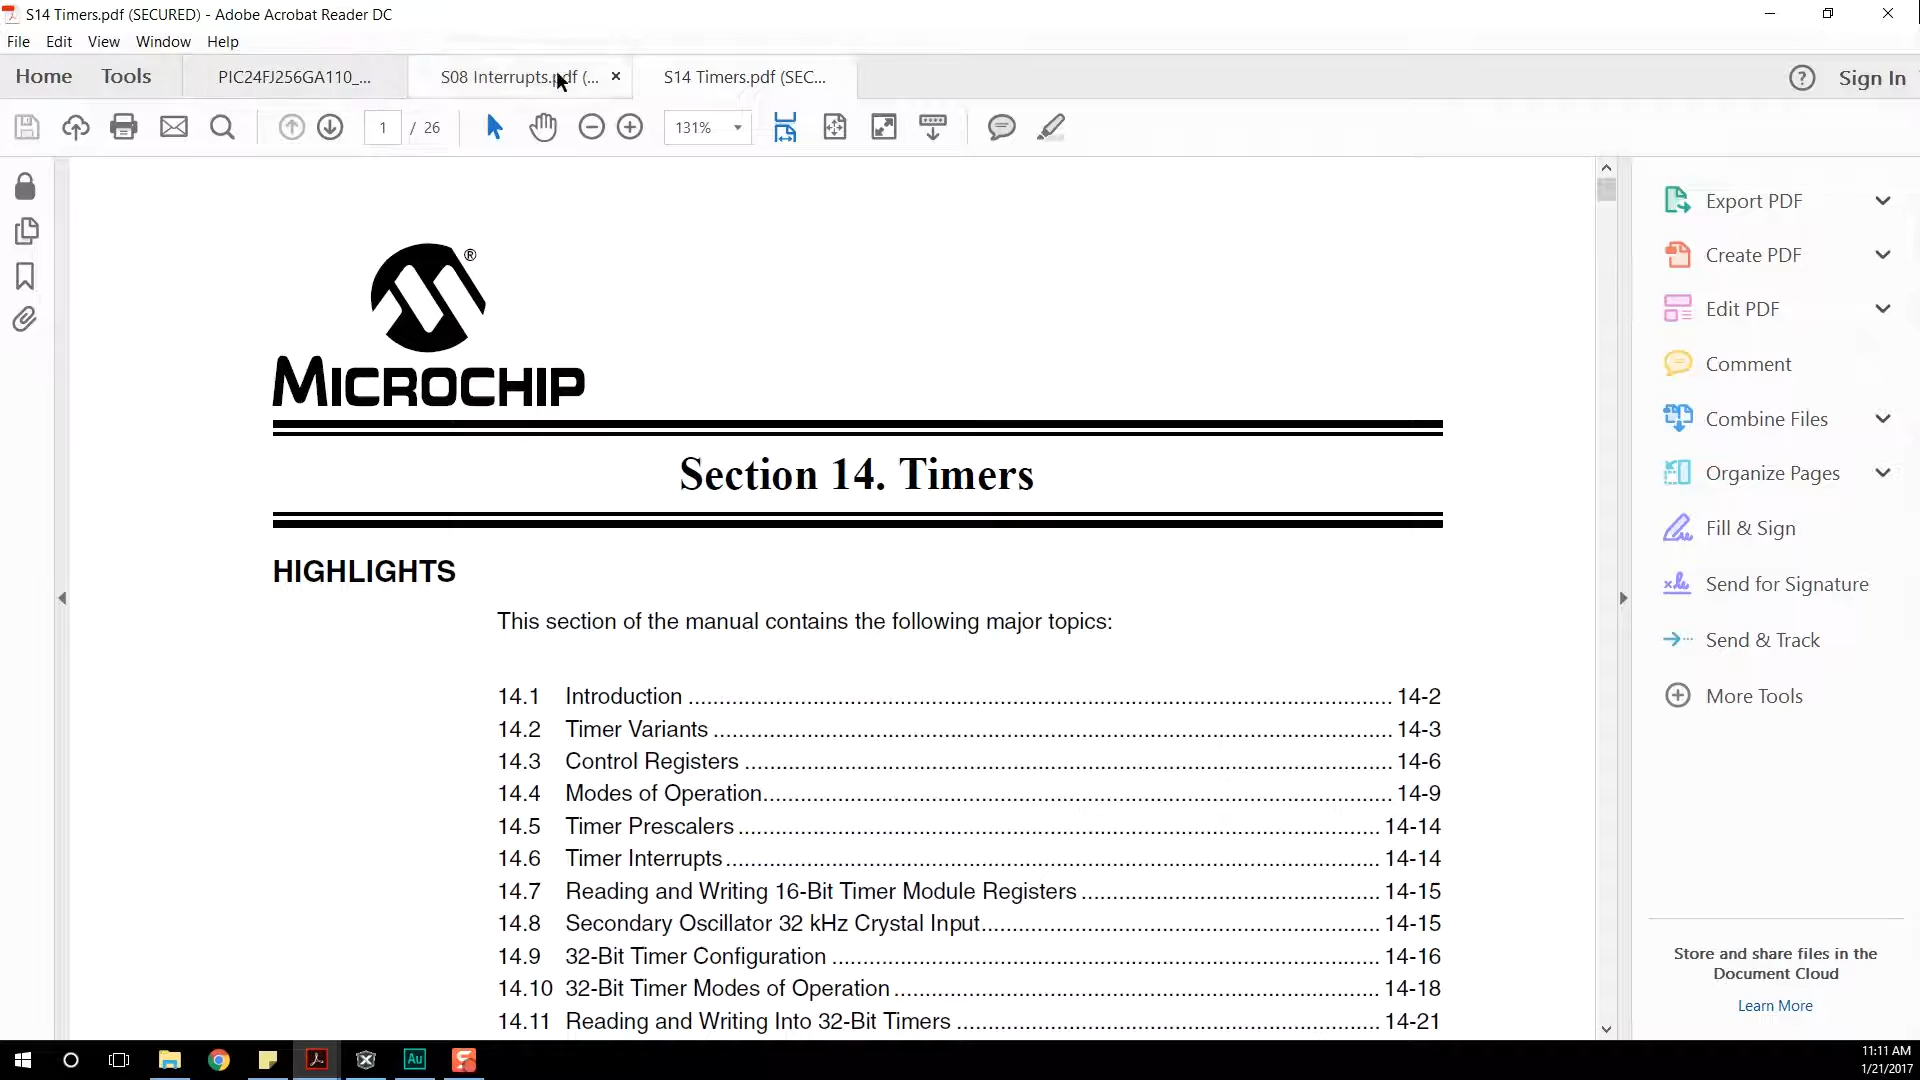 S14 Timers.pdf (SECURED) - Adobe Acrobat Reader DC
File Edit View Window Help
Home Tools PIC24FJ256GA110_... S08 Interrupts.pdf (... × S14 Timers.pdf (SEC... ? Sign In
1 / 26 131%
Export PDF
Create PDF
Edit PDF
Comment
Combine Files
Organize Pages
Fill & Sign
Send for Signature
Send & Track
More Tools
Store and share files in the
Document Cloud
Learn More
®
MICROCHIP
Section 14. Timers
HIGHLIGHTS
This section of the manual contains the following major topics:
14.1 Introduction ........ 14-2
14.2 Timer Variants ........ 14-3
14.3 Control Registers ........ 14-6
14.4 Modes of Operation........ 14-9
14.5 Timer Prescalers ........ 14-14
14.6 Timer Interrupts ........ 14-14
14.7 Reading and Writing 16-Bit Timer Module Registers ........ 14-15
14.8 Secondary Oscillator 32 kHz Crystal Input........ 14-15
14.9 32-Bit Timer Configuration ........ 14-16
14.10 32-Bit Timer Modes of Operation ........ 14-18
14.11 Reading and Writing Into 32-Bit Timers ........ 14-21
Au
11:11 AM
1/21/2017